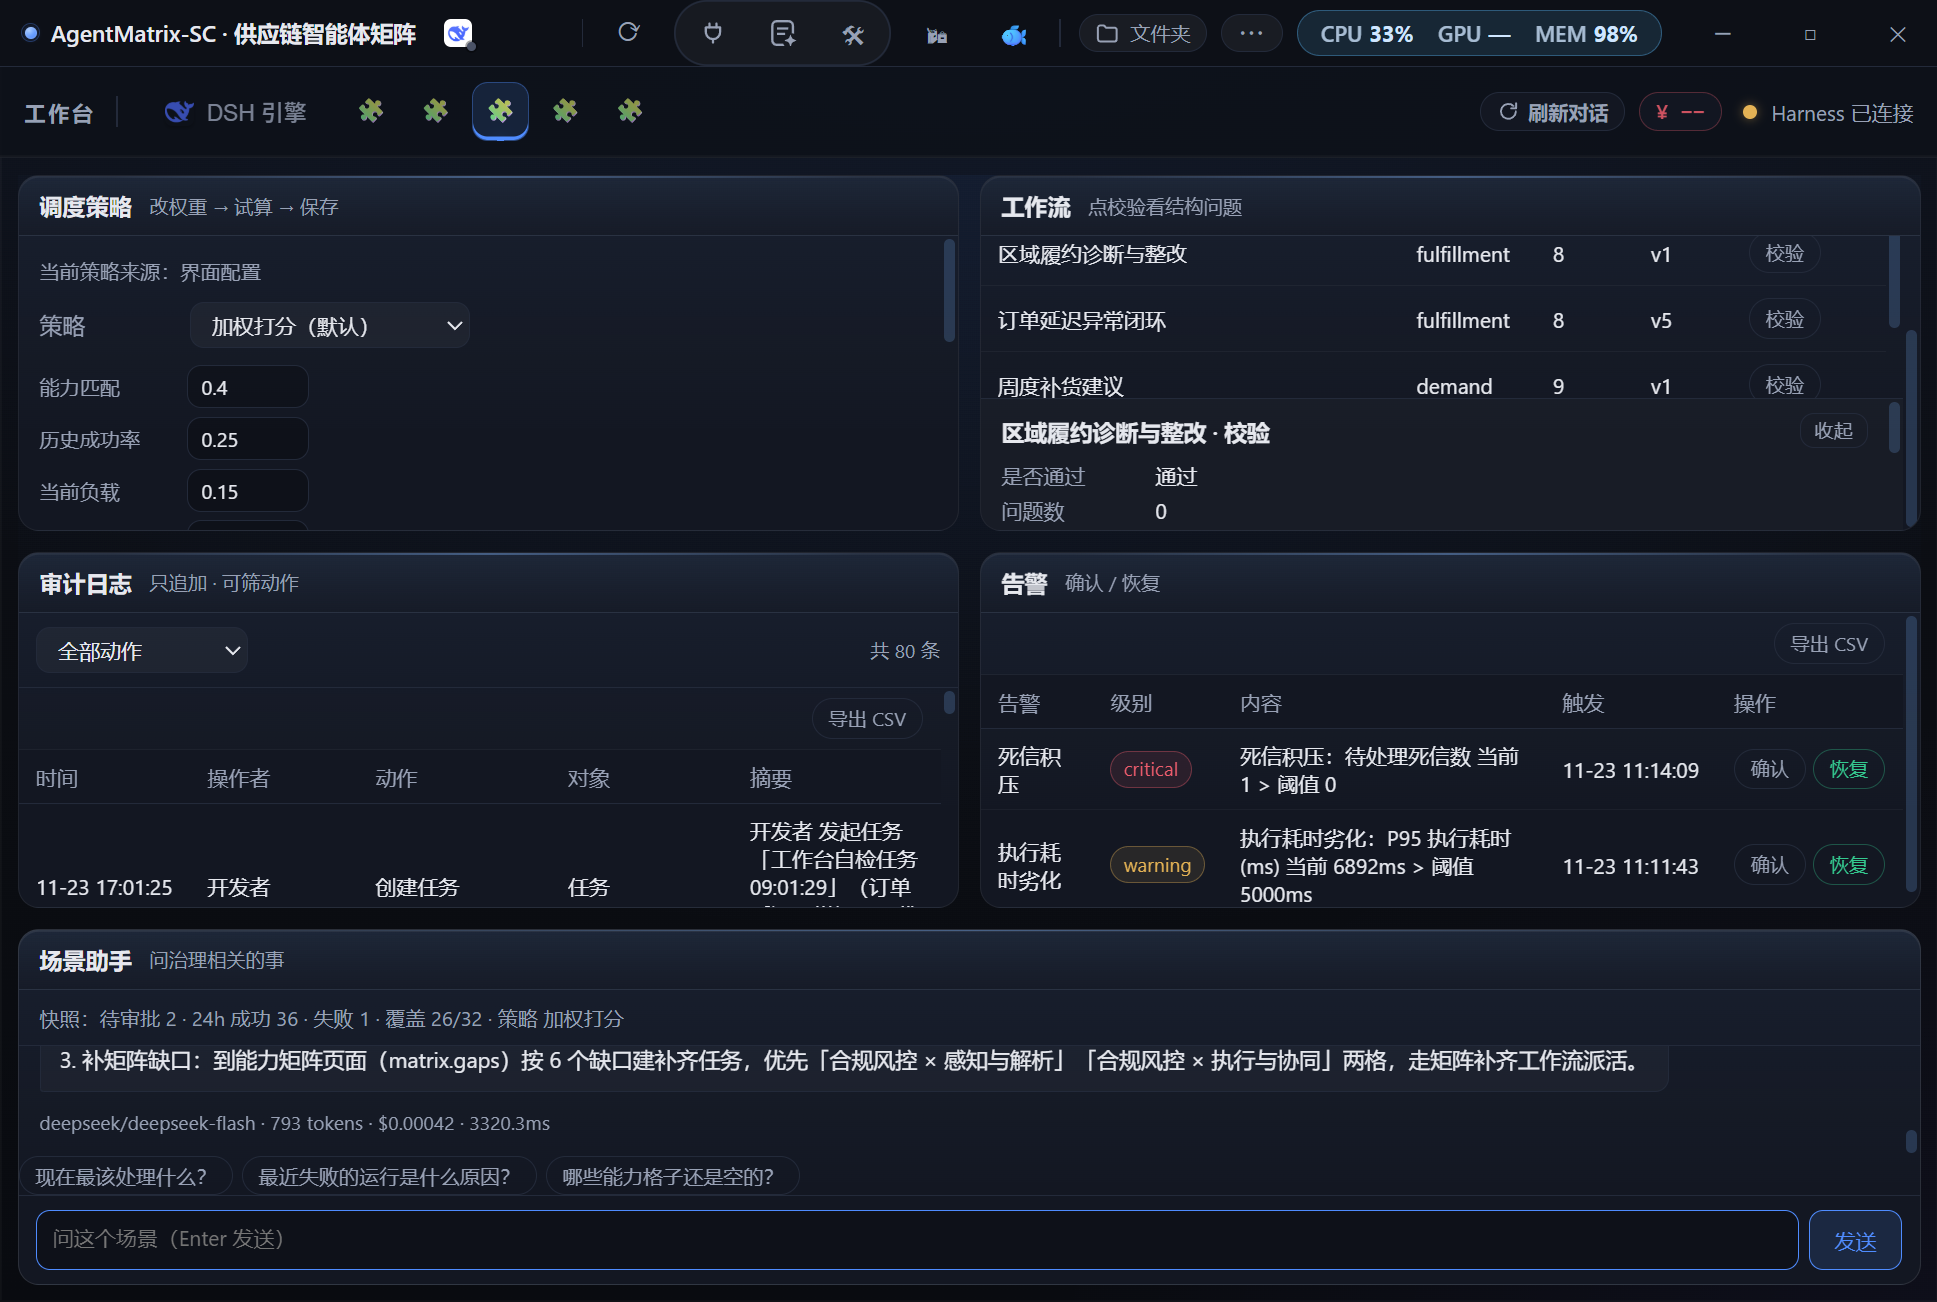 AgentMatrix-SC · 供应链智能体矩阵
文件夹
···
CPU 33% GPU — MEM 98%
工作台
DSH 引擎
刷新对话
¥ --
Harness 已连接
调度策略 改权重 → 试算 → 保存
当前策略来源：界面配置
策略 加权打分（默认）
能力匹配 0.4
历史成功率 0.25
当前负载 0.15
工作流 点校验看结构问题
区域履约诊断与整改 fulfillment 8 v1 校验
订单延迟异常闭环 fulfillment 8 v5 校验
周度补货建议 demand 9 v1 校验
区域履约诊断与整改 · 校验 收起
是否通过 通过
问题数 0
审计日志 只追加 · 可筛动作
全部动作 共 80 条
导出 CSV
时间 操作者 动作 对象 摘要
11-23 17:01:25 开发者 创建任务 任务
开发者 发起任务
「工作台自检任务
09:01:29」（订单
告警 确认 / 恢复
导出 CSV
告警 级别 内容 触发 操作
死信积压 critical 死信积压：待处理死信数 当前 1 > 阈值 0 11-23 11:14:09 确认 恢复
执行耗时劣化 warning 执行耗时劣化：P95 执行耗时(ms) 当前 6892ms > 阈值 5000ms 11-23 11:11:43 确认 恢复
场景助手 问治理相关的事
快照：待审批 2 · 24h 成功 36 · 失败 1 · 覆盖 26/32 · 策略 加权打分
3. 补矩阵缺口：到能力矩阵页面（matrix.gaps）按 6 个缺口建补齐任务，优先「合规风控 × 感知与解析」「合规风控 × 执行与协同」两格，走矩阵补齐工作流派活。
deepseek/deepseek-flash · 793 tokens · $0.00042 · 3320.3ms
现在最该处理什么？ 最近失败的运行是什么原因？ 哪些能力格子还是空的？
问这个场景（Enter 发送） 发送